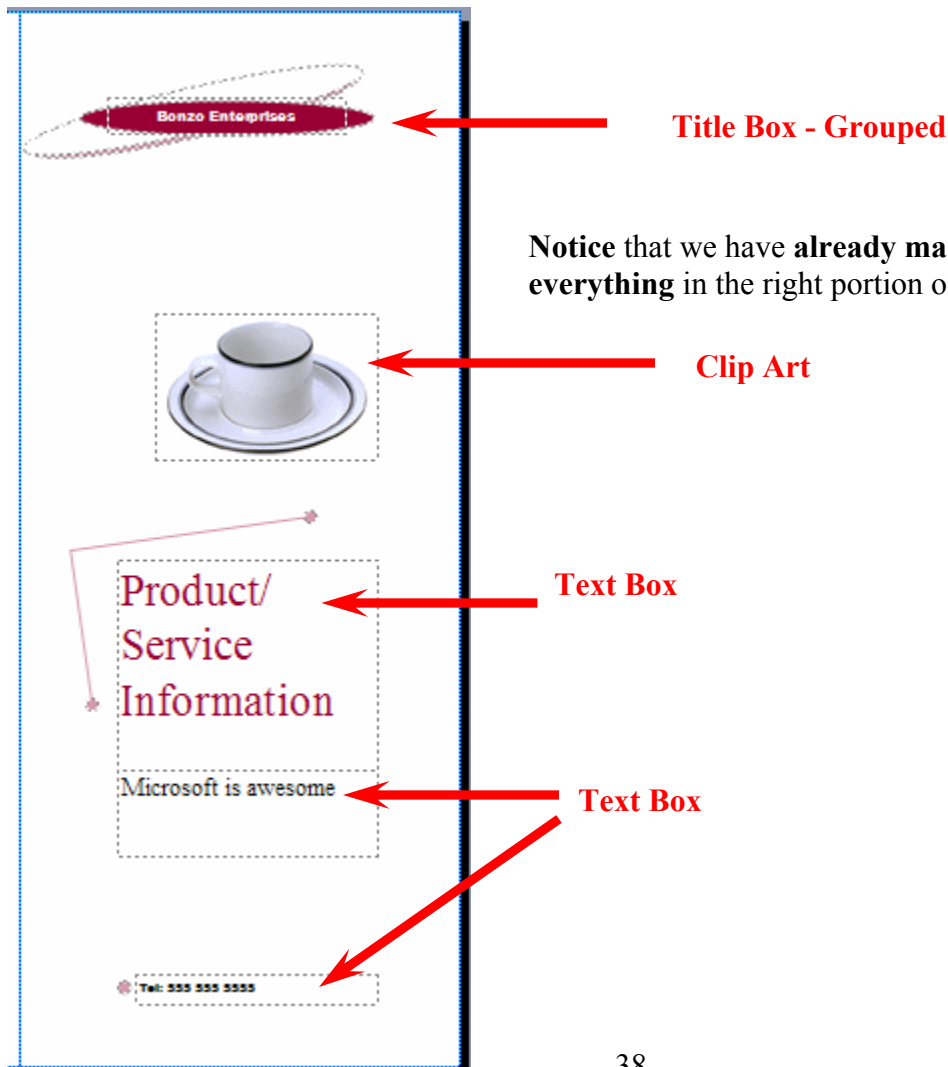 Bonzo Enterprises
Title Box - Grouped
Notice that we have already ma
everything in the right portion o
Clip Art
Product/
Service
Information
Text Box
Microsoft is awesome
Text Box
Tel: 555 555 5555
38